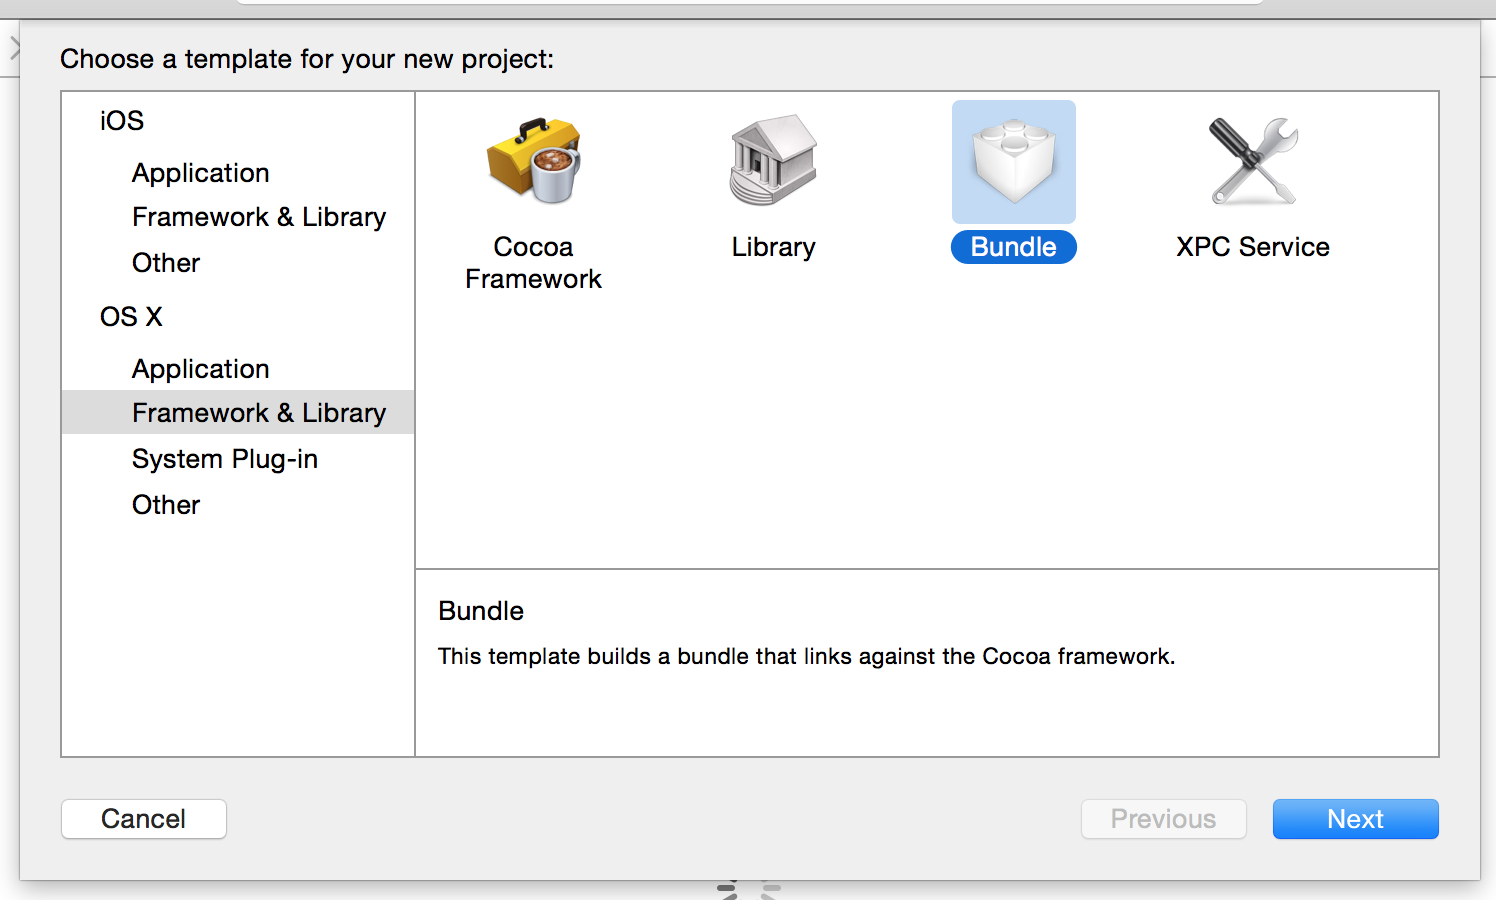 Choose a template for your new project:
iOS
Application
Framework & Library
Other
OS X
Application
Framework & Library
System Plug-in
Other
Cocoa
Framework
Library
Bundle
XPC Service
Bundle
This template builds a bundle that links against the Cocoa framework.
Cancel
Previous
Next